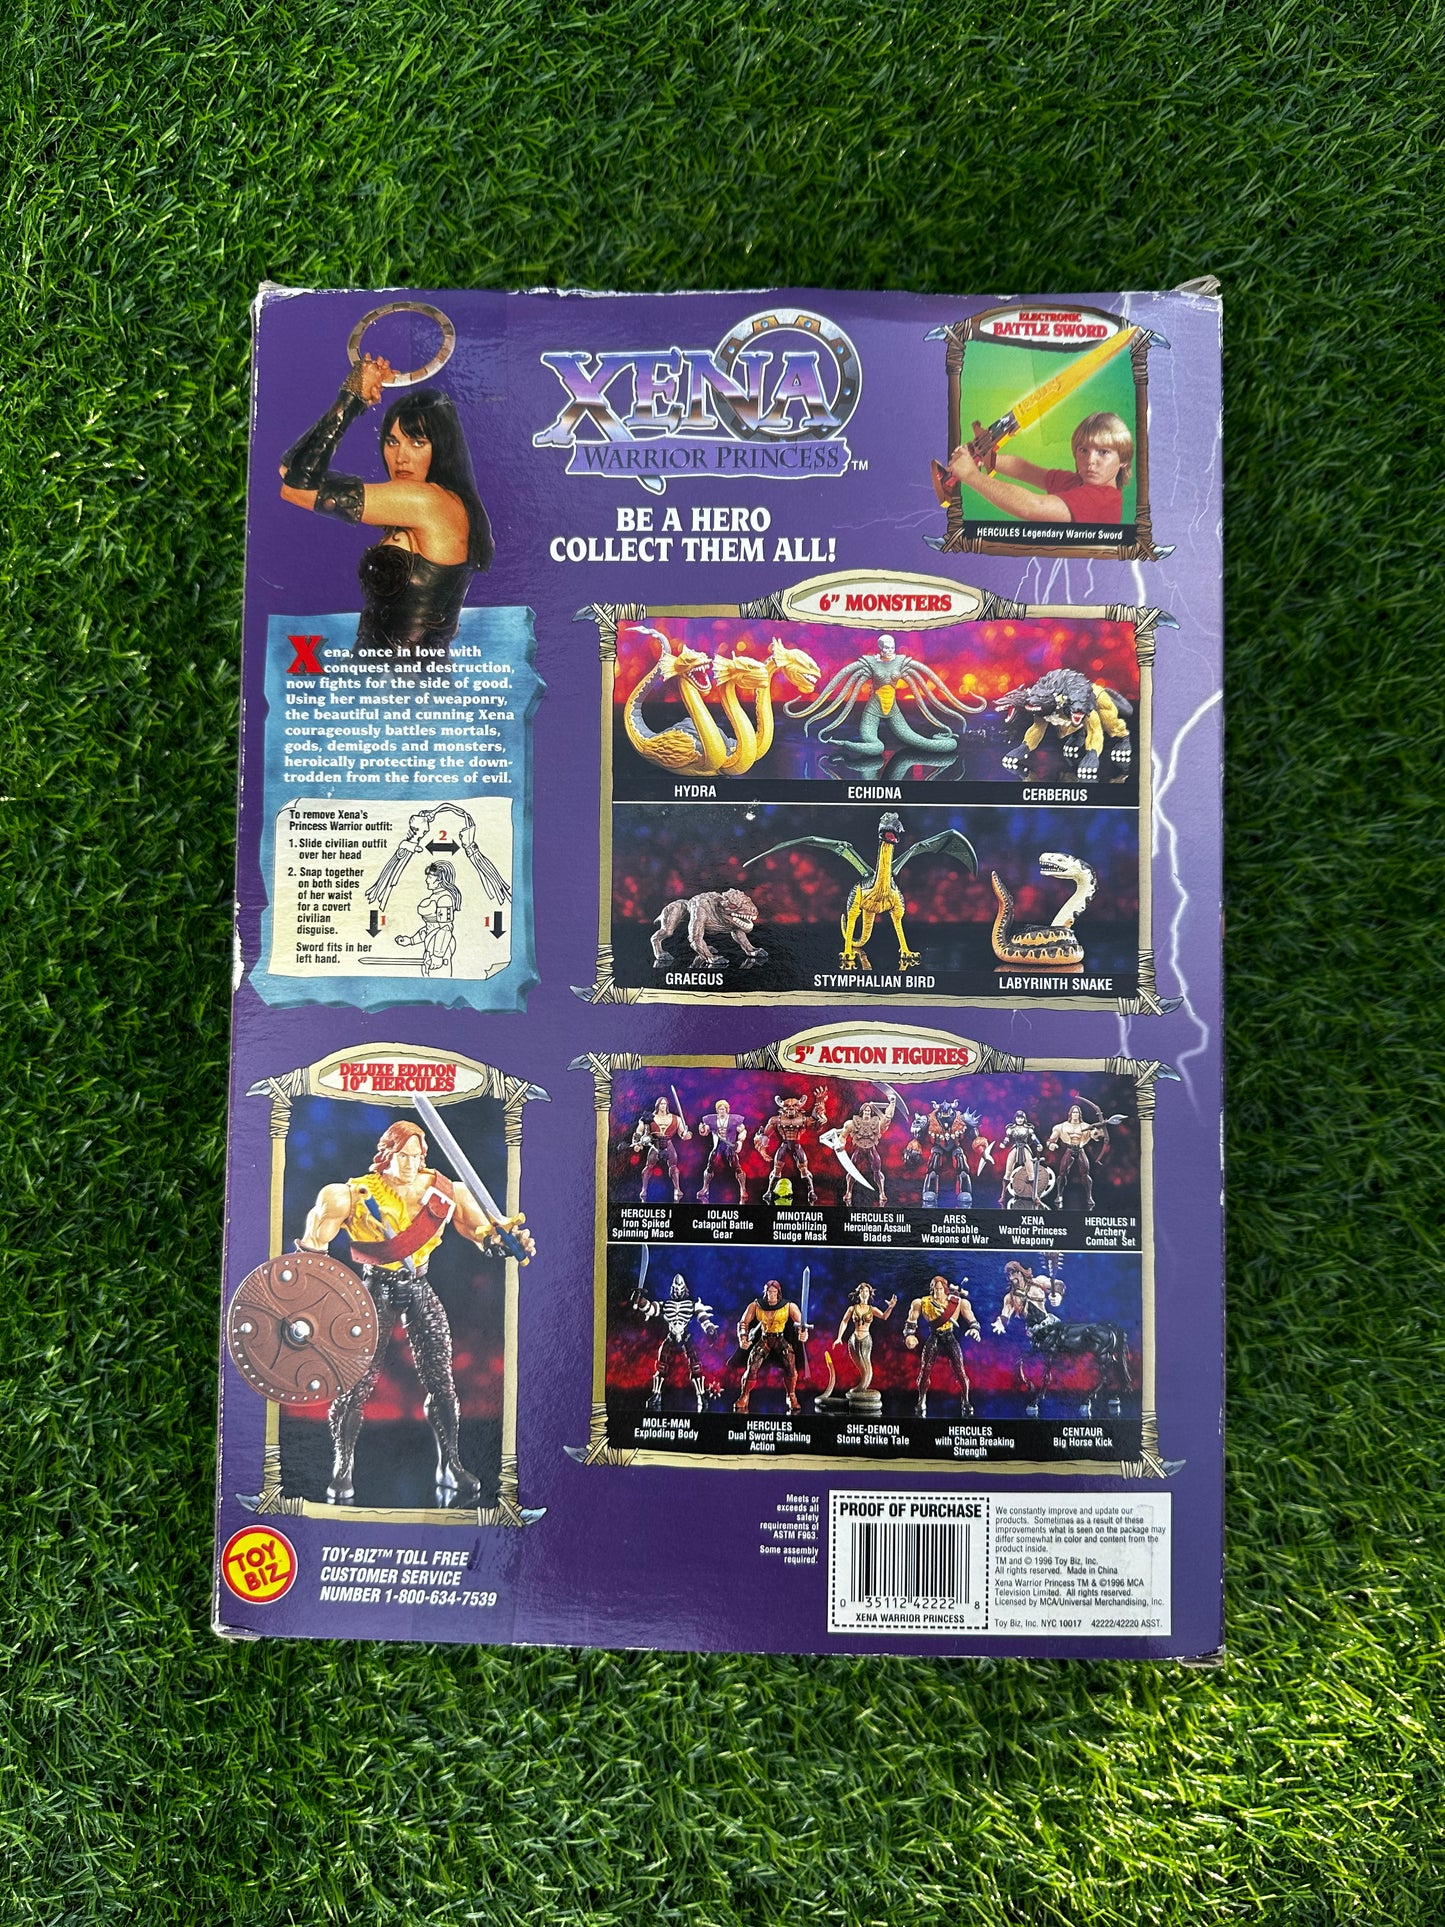 XENA
WARRIOR PRINCESS™
BE A HERO
COLLECT THEM ALL!
ELECTRONIC
BATTLE SWORD
HERCULES Legendary Warrior Sword
Xena, once in love with
conquest and destruction,
now fights for the side of good.
Using her master of weaponry,
the beautiful and cunning Xena
courageously battles mortals,
gods, demigods and monsters,
heroically protecting the down-
trodden from the forces of evil.
To remove Xena's
Princess Warrior outfit:
1. Slide civilian outfit
over her head
2. Snap together
on both sides
of her waist
for a covert
civilian
disguise.
Sword fits in her
left hand.
2
1
1
6" MONSTERS
HYDRA
ECHIDNA
CERBERUS
GRAEGUS
STYMPHALIAN BIRD
LABYRINTH SNAKE
DELUXE EDITION
10" HERCULES
5" ACTION FIGURES
HERCULES I
Iron Spiked
Spinning Mace
IOLAUS
Catapult Battle
Gear
MINOTAUR
Immobilizing
Sludge Mask
HERCULES III
Herculean Assault
Blades
ARES
Detachable
Weapons of War
XENA
Warrior Princess
Weaponry
HERCULES II
Archery
Combat Set
MOLE-MAN
Exploding Body
HERCULES
Dual Sword Slashing
Action
SHE-DEMON
Stone Strike Tale
HERCULES
with Chain Breaking
Strength
CENTAUR
Big Horse Kick
TOY
BIZ
TOY-BIZ™ TOLL FREE
CUSTOMER SERVICE
NUMBER 1-800-634-7539
Meets or
exceeds all
safety
requirements of
ASTM F963.
Some assembly
required.
PROOF OF PURCHASE
0 35112 42222 8
XENA WARRIOR PRINCESS
We constantly improve and update our
products. Sometimes as a result of these
improvements what is seen on the package may
differ somewhat in color and content from the
product inside.
TM and © 1996 Toy Biz, Inc.
All rights reserved. Made in China
Xena Warrior Princess TM & ©1996 MCA
Television Limited. All rights reserved.
Licensed by MCA/Universal Merchandising, Inc.
Toy Biz, Inc. NYC 10017 42222/42220 ASST.